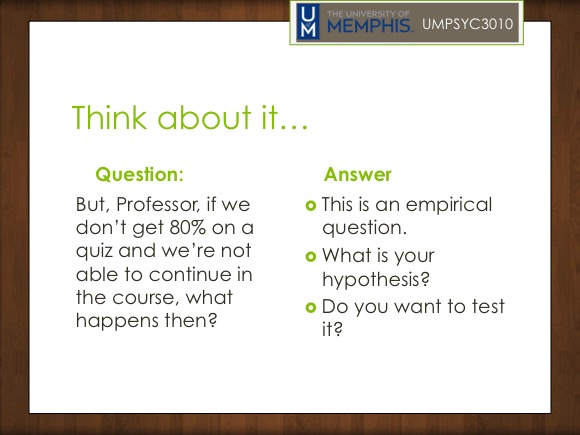 UM
THE UNIVERSITY OF
MEMPHIS.
UMPSYC3010
Think about it…
Question:
But, Professor, if we
don’t get 80% on a
quiz and we’re not
able to continue in
the course, what
happens then?
Answer
This is an empirical
question.
What is your
hypothesis?
Do you want to test
it?